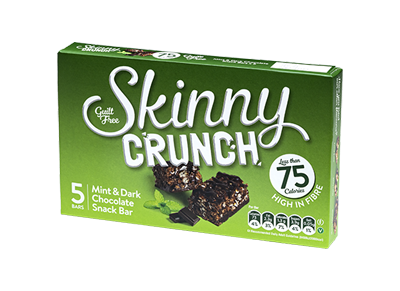 Guilt
Free
Skinny
CRUNCH
Less than
75
Calories
HIGH IN FIBRE
5
BARS
Mint & Dark
Chocolate
Snack Bar